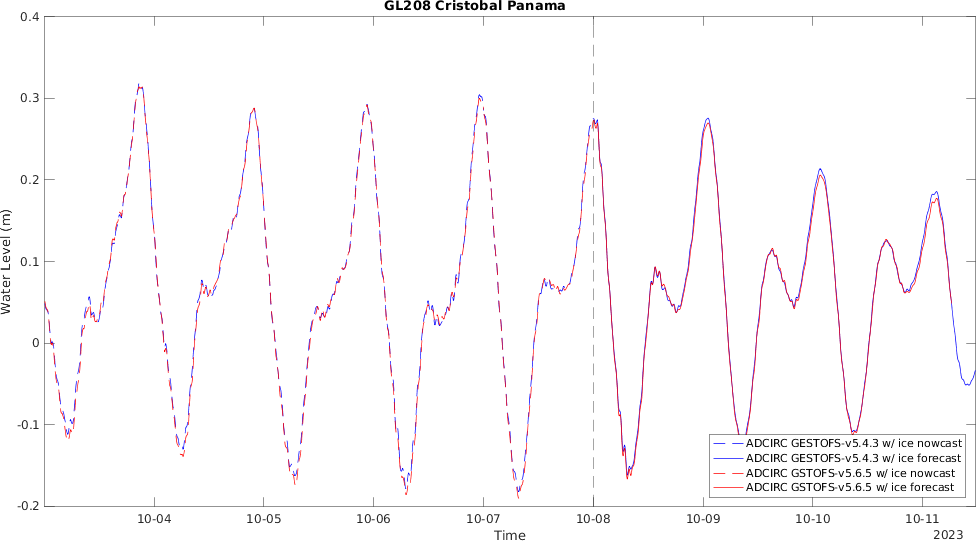 GL208 Cristobal Panama
0.4
0.3
0.2
0.1
0
-0.1
-0.2
Water Level (m)
ADCIRC GESTOFS-v5.4.3 w/ ice nowcast
ADCIRC GESTOFS-v5.4.3 w/ ice forecast
ADCIRC GSTOFS-v5.6.5 w/ ice nowcast
ADCIRC GSTOFS-v5.6.5 w/ ice forecast
10-04 10-05 10-06 10-07 10-08 10-09 10-10 10-11
Time 2023